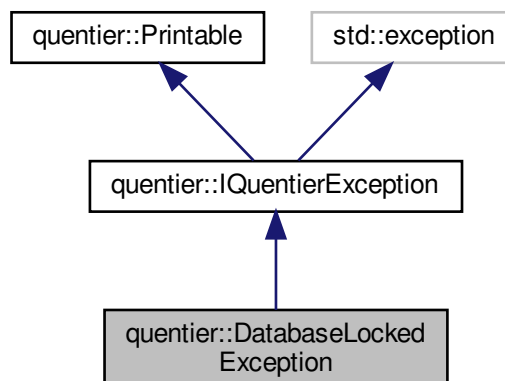 quentier::Printable
std::exception
quentier::IQuentierException
quentier::DatabaseLocked
Exception